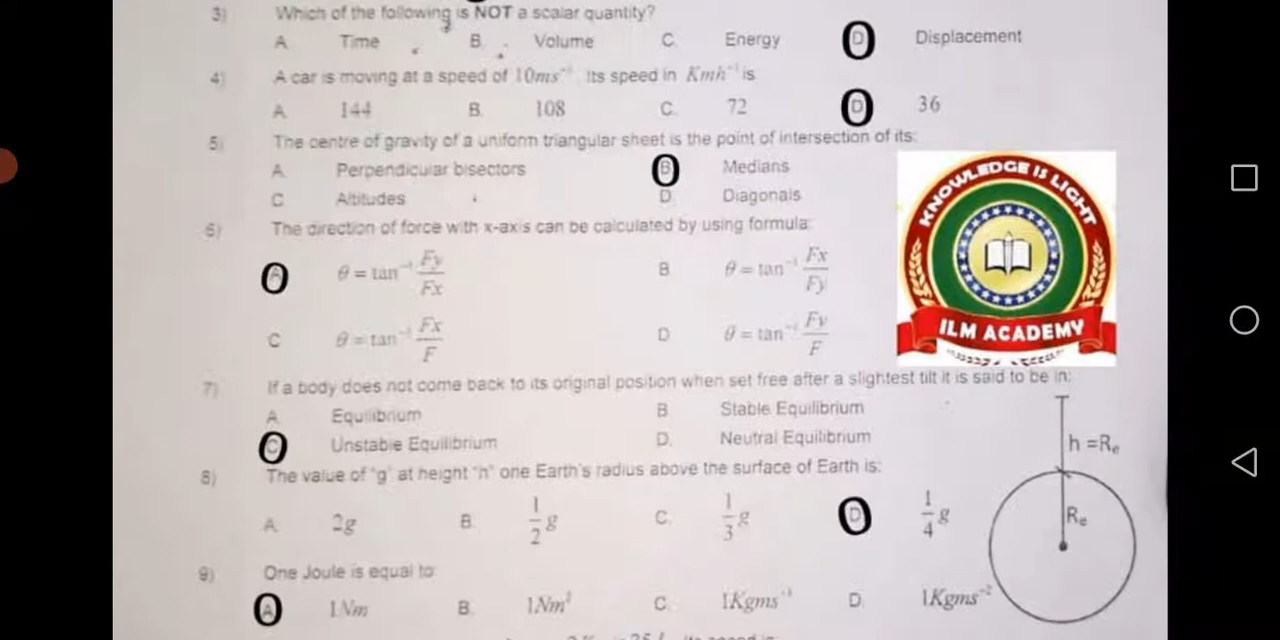 3) Which of the following is NOT a scalar quantity?
A. Time B. Volume C. Energy D Displacement
4) A car is moving at a speed of 10ms⁻¹ Its speed in Kmh⁻¹ is
A. 144 B. 108 C. 72 D 36
5) The centre of gravity of a uniform triangular sheet is the point of intersection of its:
A. Perpendicular bisectors B Medians
C. Altitudes D. Diagonals
6) The direction of force with x-axis can be calculated by using formula:
A θ = tan⁻¹ Fy/Fx B. θ = tan⁻¹ Fx/Fy
C θ = tan⁻¹ Fx/F D θ = tan⁻¹ Fy/F
7) If a body does not come back to its original position when set free after a slightest tilt it is said to be in:
A. Equilibrium B. Stable Equilibrium
C Unstable Equilibrium D. Neutral Equilibrium
8) The value of "g" at height "h" one Earth's radius above the surface of Earth is:
A. 2g B. 1/2 g C. 1/3 g D 1/4 g
9) One Joule is equal to
A 1Nm B. 1Nm² C. 1Kgms⁻¹ D. 1Kgms⁻²
KNOWLEDGE IS LIGHT
ILM ACADEMY
h =Rₑ
Rₑ